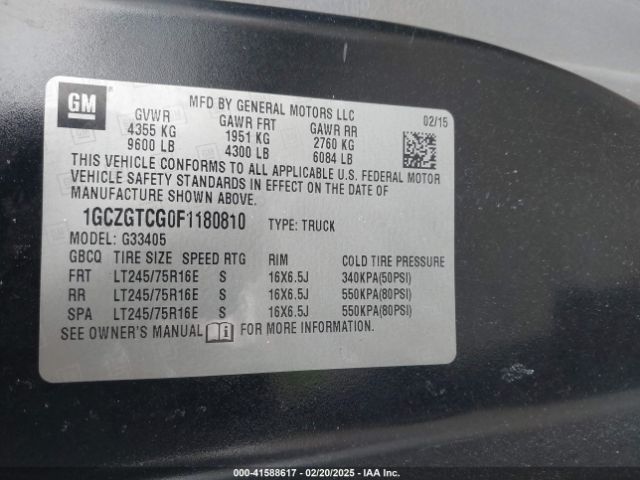 GM
MFD BY GENERAL MOTORS LLC
02/15
GVWR GAWR FRT GAWR RR
4355 KG 1951 KG 2760 KG
9600 LB 4300 LB 6084 LB
THIS VEHICLE CONFORMS TO ALL APPLICABLE U.S. FEDERAL MOTOR
VEHICLE SAFETY STANDARDS IN EFFECT ON THE DATE OF
MANUFACTURE SHOWN ABOVE.
1GCZGTCG0F1180810 TYPE: TRUCK
MODEL: G33405
GBCQ TIRE SIZE SPEED RTG RIM COLD TIRE PRESSURE
FRT LT245/75R16E S 16X6.5J 340KPA(50PSI)
RR LT245/75R16E S 16X6.5J 550KPA(80PSI)
SPA LT245/75R16E S 16X6.5J 550KPA(80PSI)
SEE OWNER'S MANUAL FOR MORE INFORMATION.
000-41588617 - 02/20/2025 - IAA Inc.